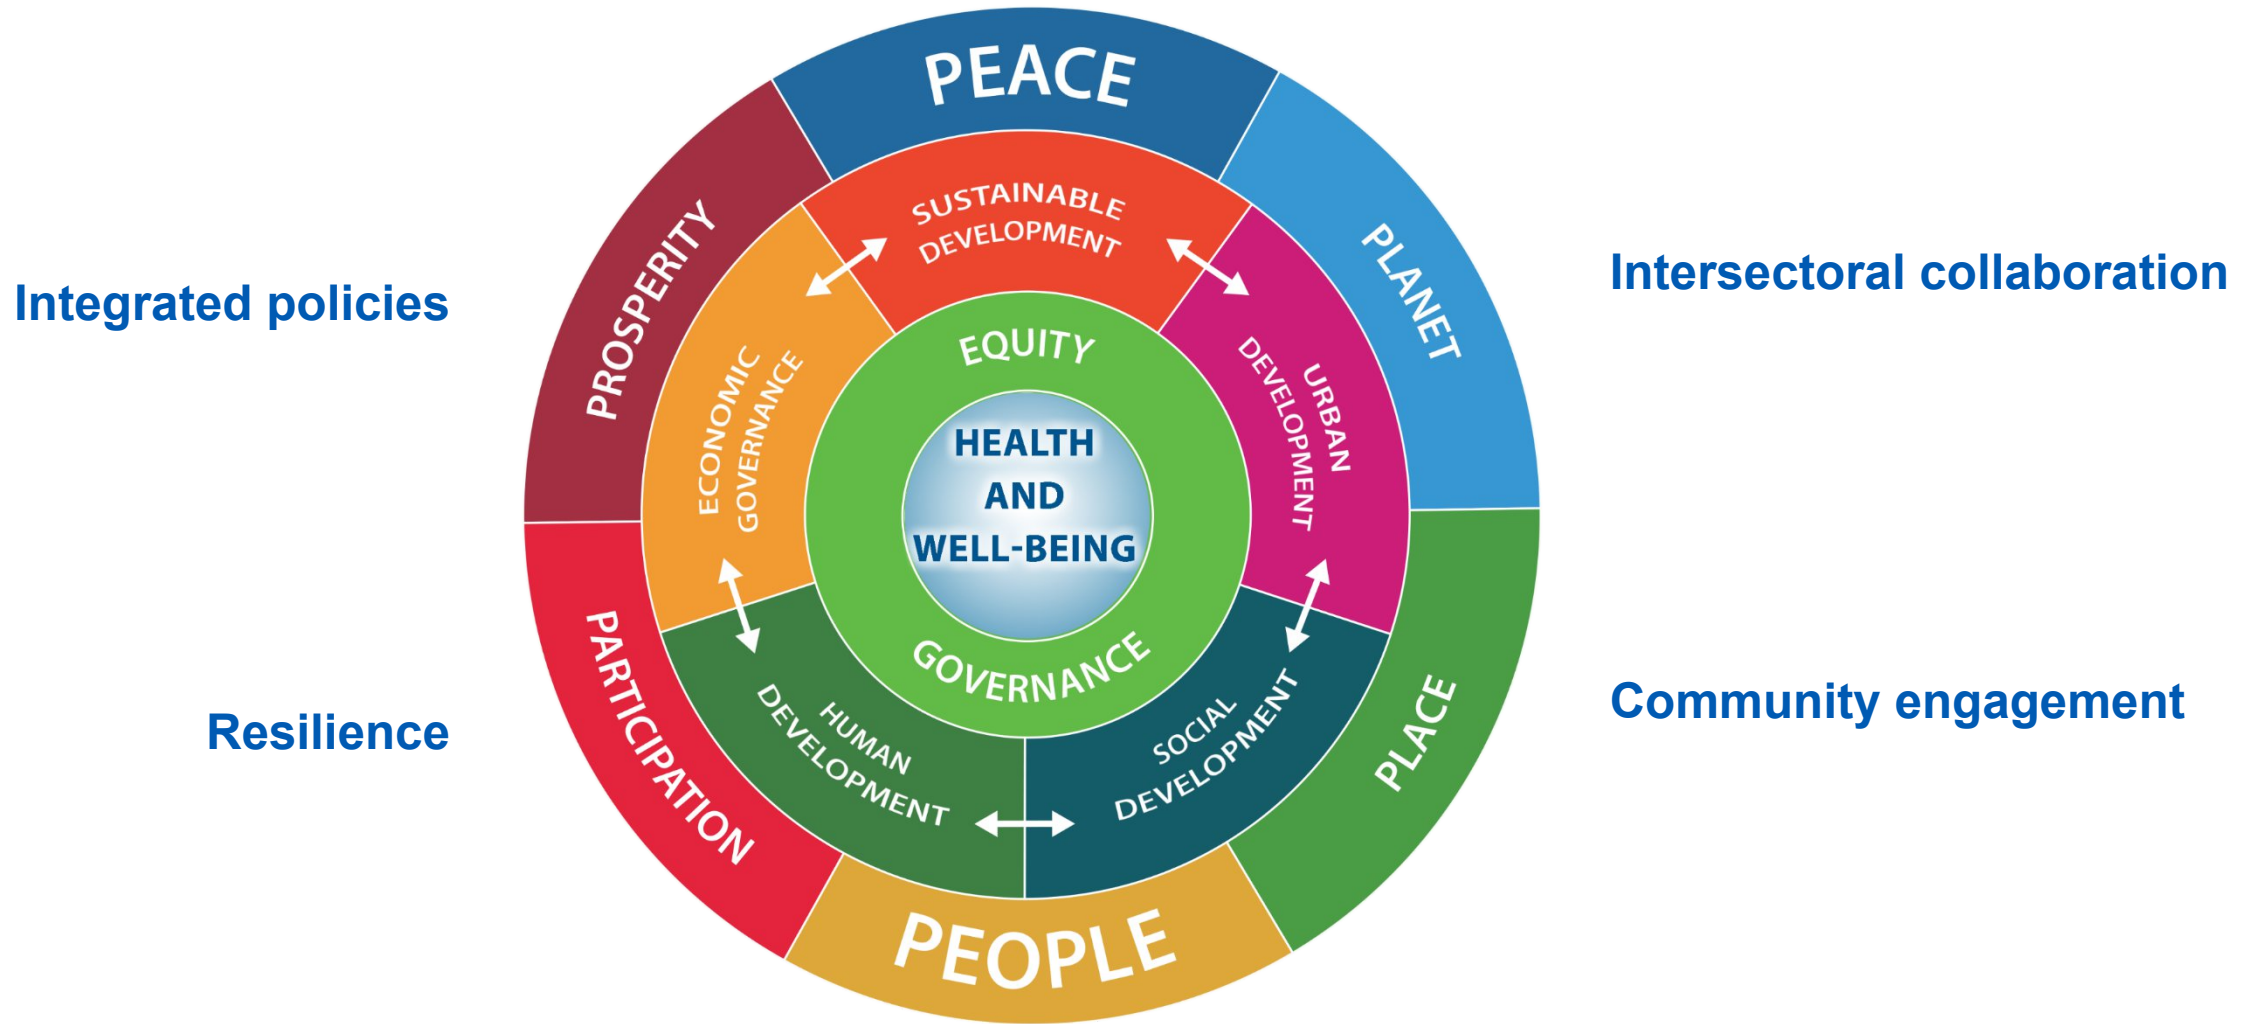 PEACE
PLANET
PLACE
PEOPLE
PARTICIPATION
PROSPERITY
SUSTAINABLE
DEVELOPMENT
URBAN
DEVELOPMENT
SOCIAL
DEVELOPMENT
HUMAN
DEVELOPMENT
ECONOMIC
GOVERNANCE
EQUITY
GOVERNANCE
HEALTH
AND
WELL-BEING
Integrated policies
Intersectoral collaboration
Resilience
Community engagement